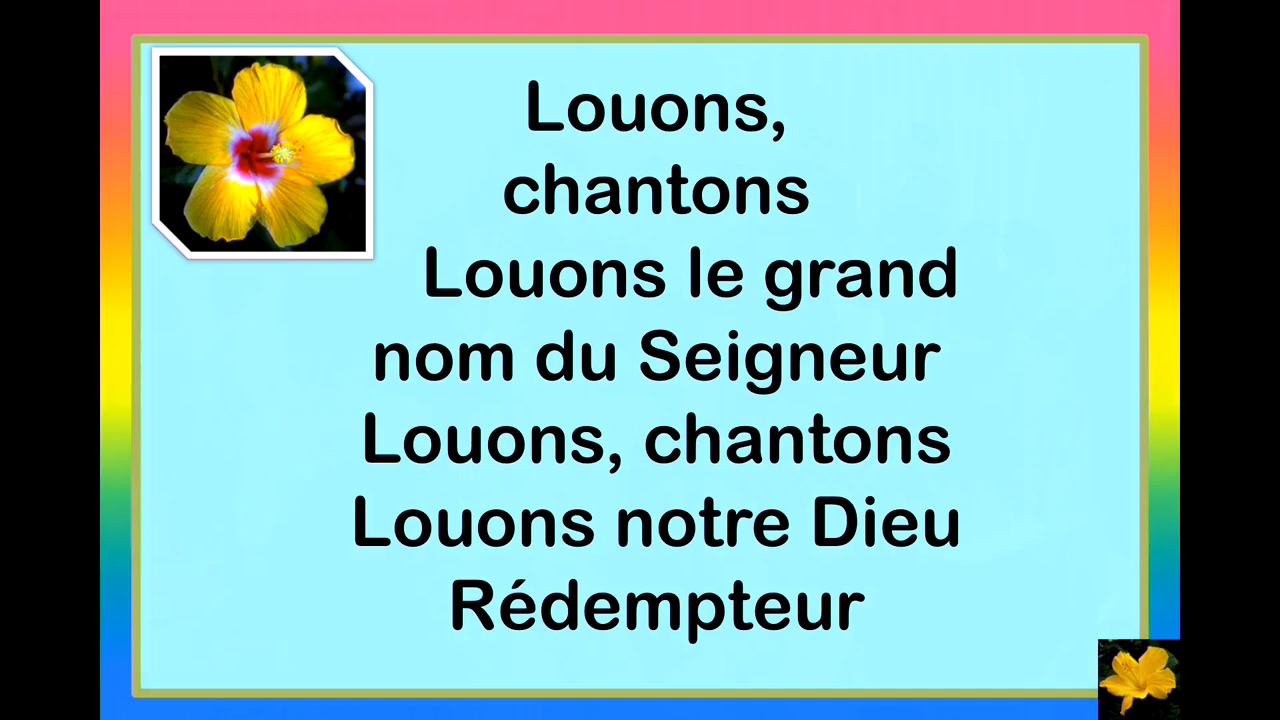 Louons,
chantons
Louons le grand
nom du Seigneur
Louons, chantons
Louons notre Dieu
Rédempteur